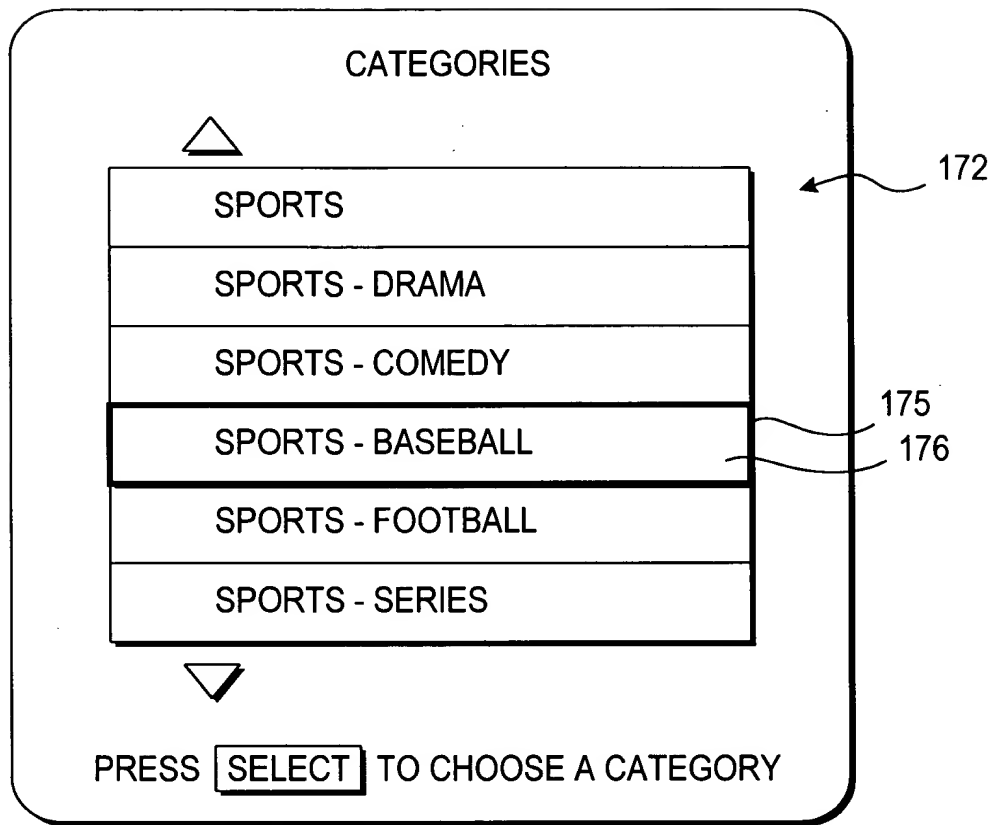 CATEGORIES
172
SPORTS
SPORTS - DRAMA
SPORTS - COMEDY
175
SPORTS - BASEBALL
176
SPORTS - FOOTBALL
SPORTS - SERIES
PRESS SELECT TO CHOOSE A CATEGORY